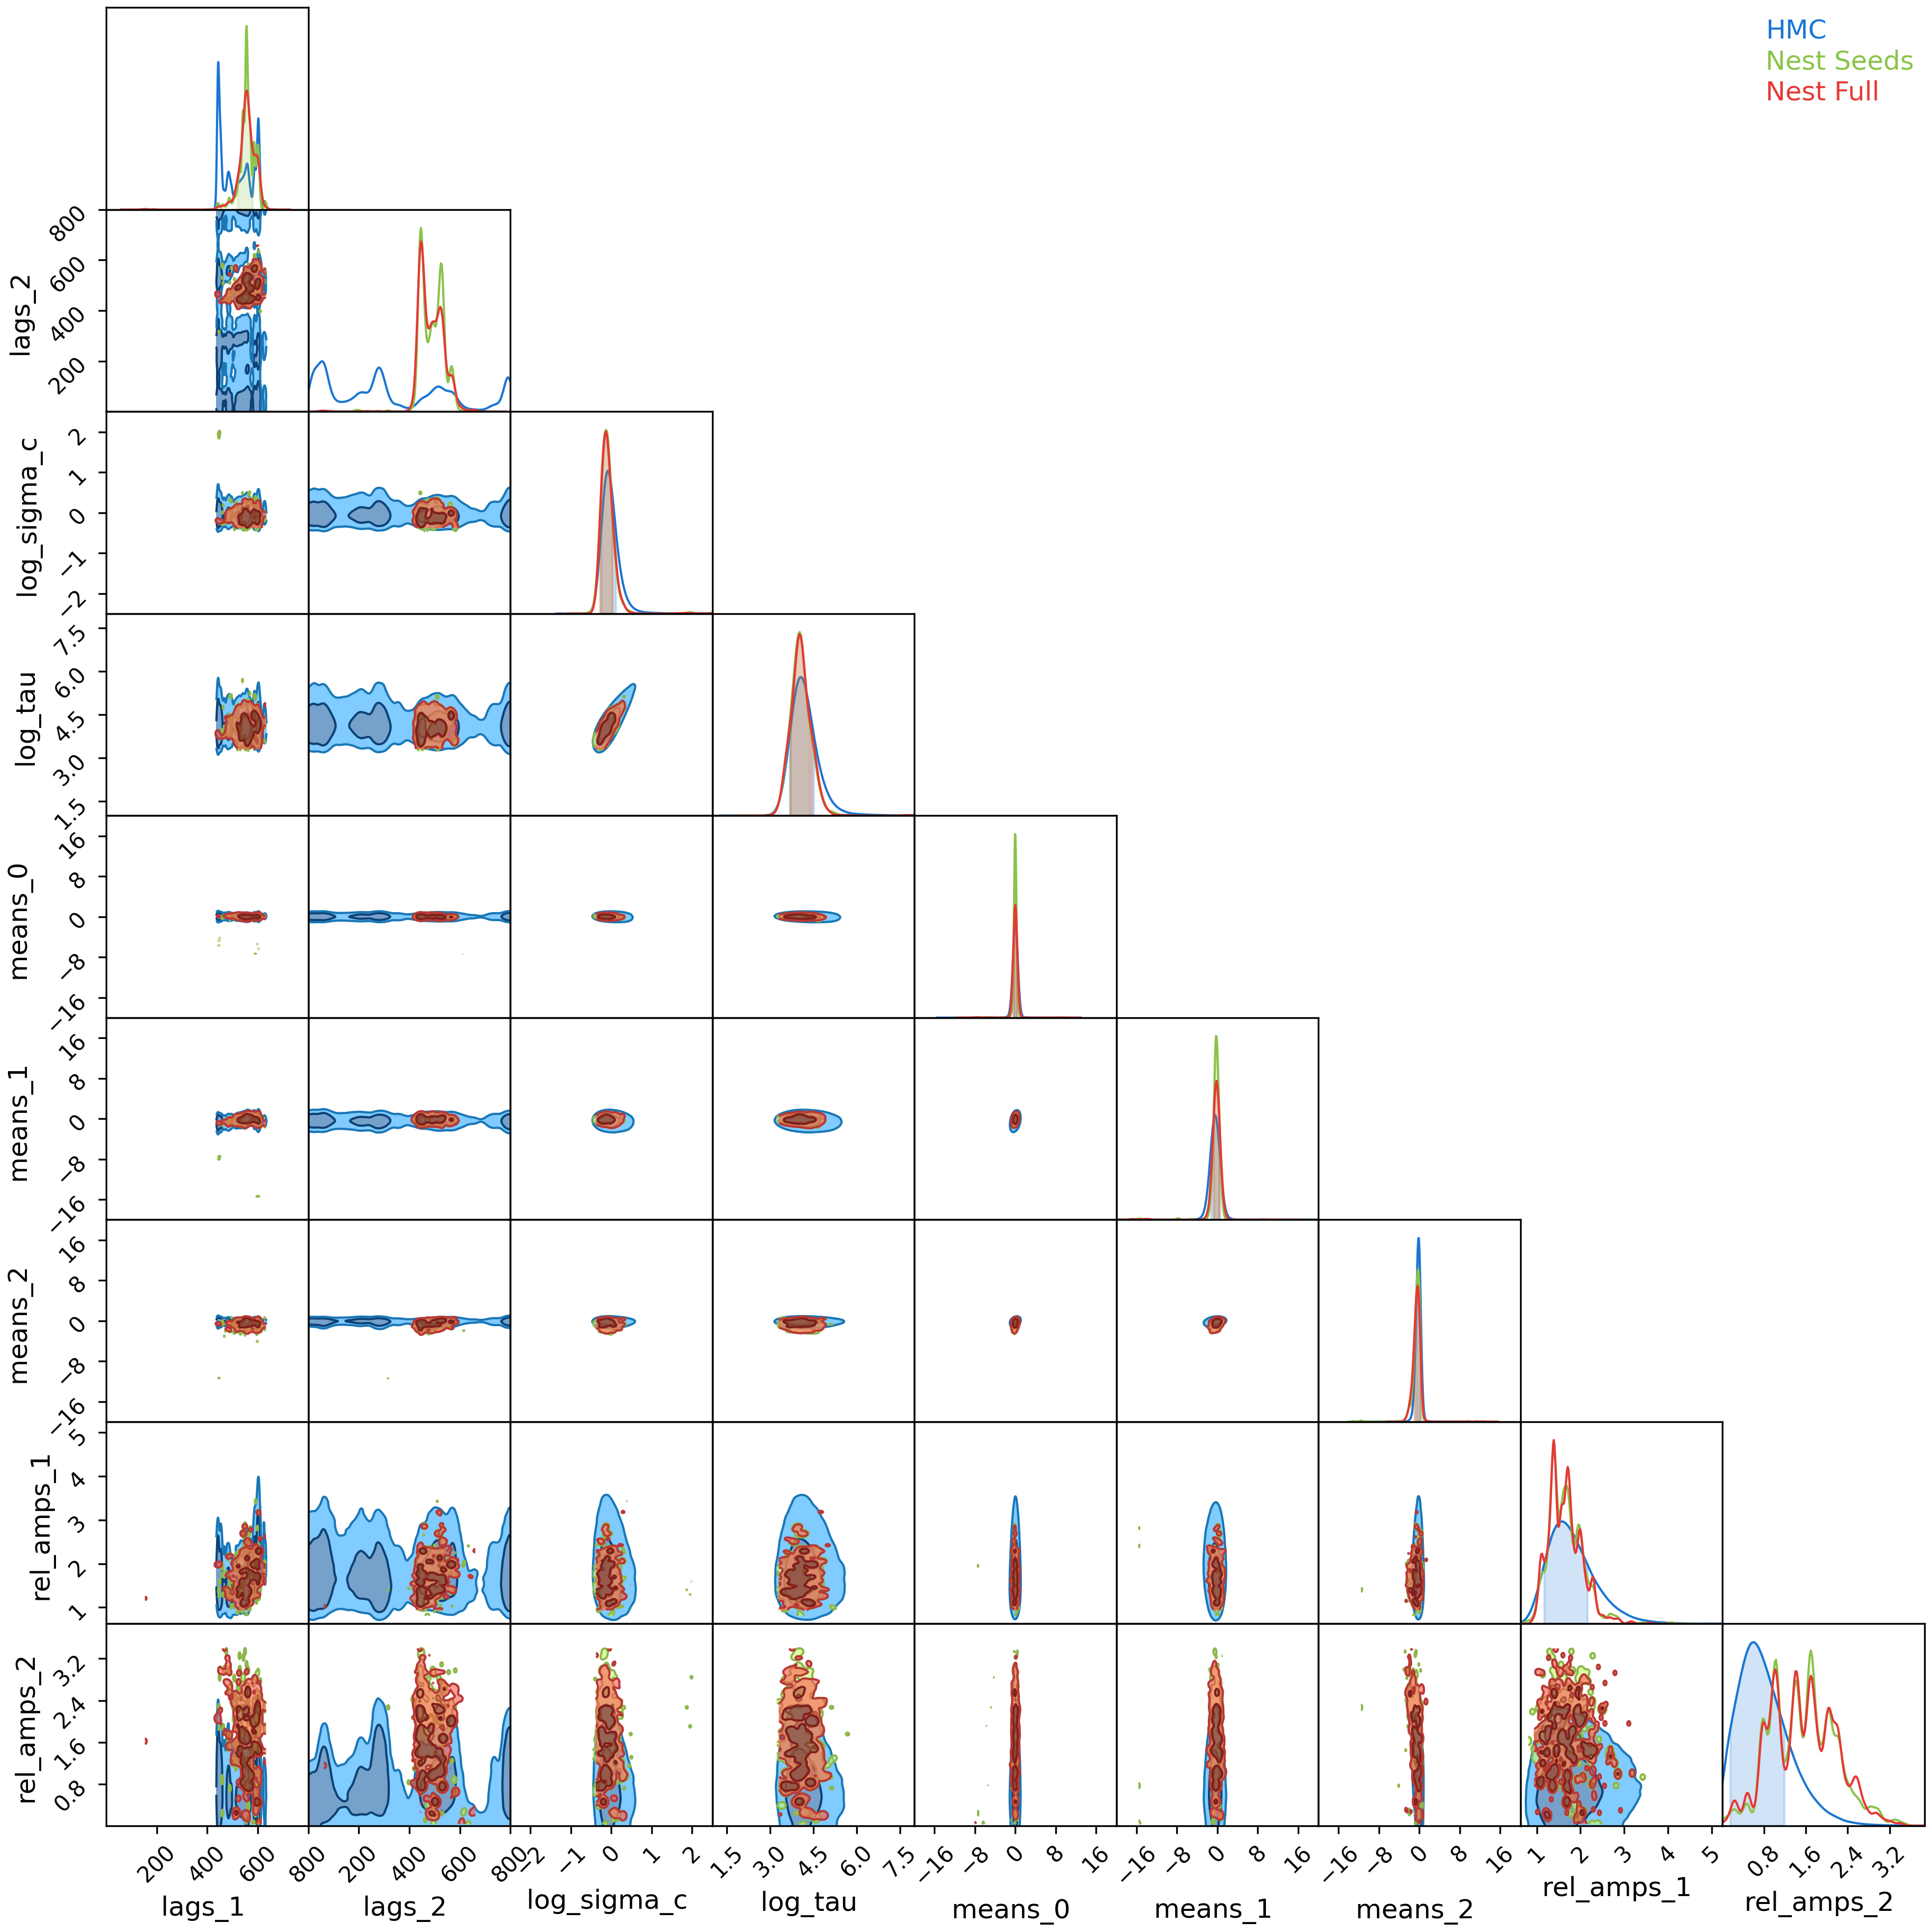 HMC
Nest Seeds
Nest Full
lags_2
800
600
400
200
log_sigma_c
2
1
0
−1
−2
log_tau
7.5
6.0
4.5
3.0
1.5
means_0
16
8
0
−8
−16
means_1
16
8
0
−8
−16
means_2
16
8
0
−8
−16
rel_amps_1
5
4
3
2
1
rel_amps_2
3.2
2.4
1.6
0.8
200 400 600 800
200 400 600 800
−2 −1 0 1 2
1.5 3.0 4.5 6.0 7.5
−16 −8 0 8 16
−16 −8 0 8 16
−16 −8 0 8 16
1 2 3 4 5
0.8 1.6 2.4 3.2
lags_1 lags_2 log_sigma_c log_tau means_0 means_1 means_2 rel_amps_1 rel_amps_2